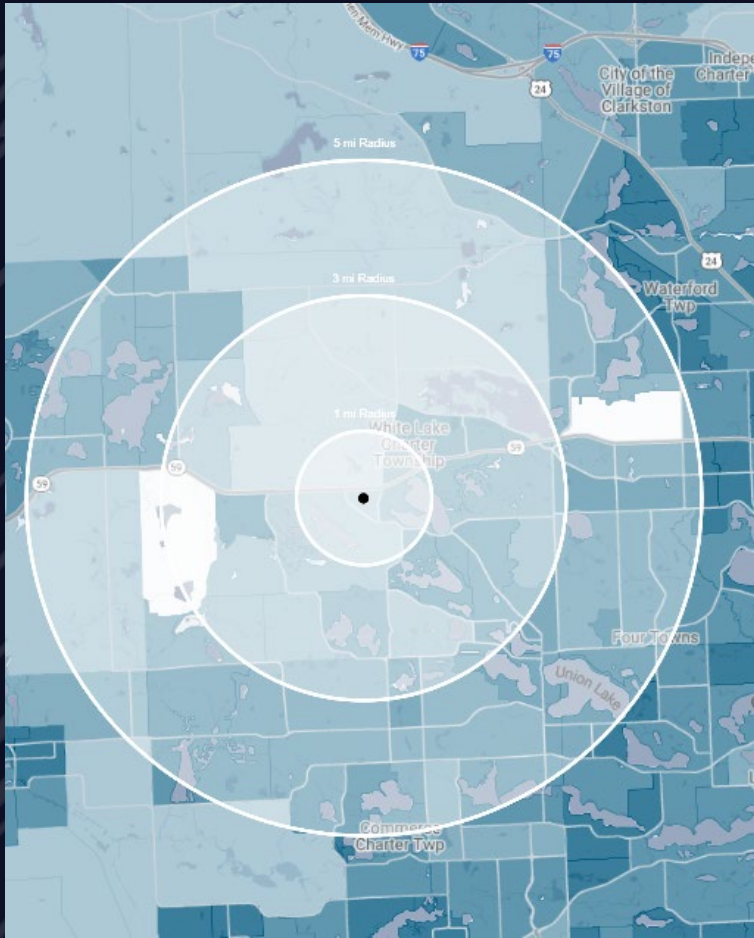 75
75
24
City of the
Village of
Clarkston
Charter
5 mi Radius
24
Waterford
Twp
3 mi Radius
1 mi Radius
White Lake
Charter
Township
59
59
59
Four Towns
Union Lake
Commerce
Charter Twp